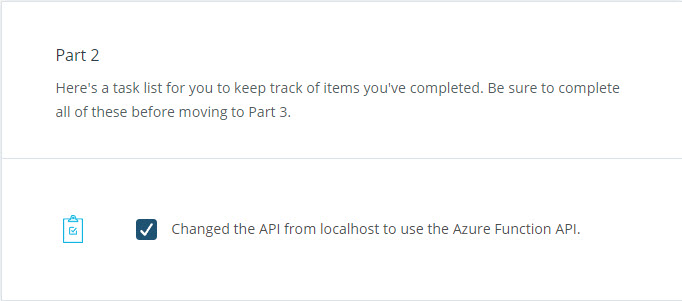 Part 2
Here's a task list for you to keep track of items you've completed. Be sure to complete
all of these before moving to Part 3.
Changed the API from localhost to use the Azure Function API.